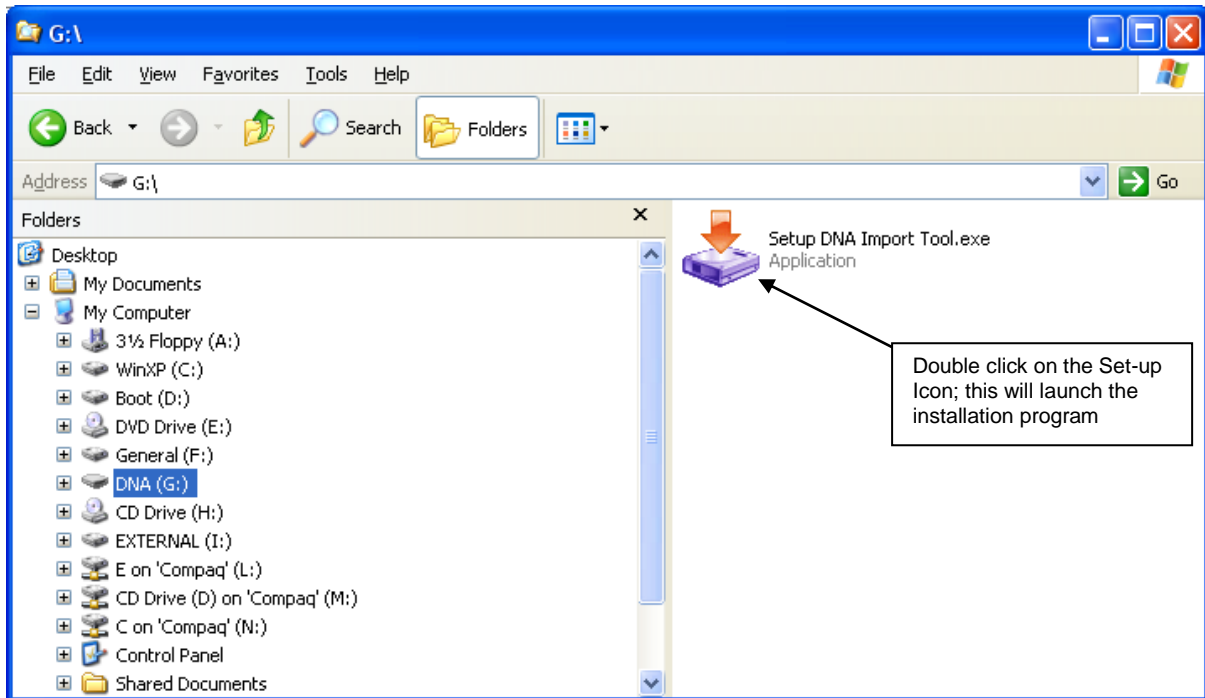 G:\
File Edit View Favorites Tools Help
Back Search Folders
Address G:\ Go
Folders X
Desktop
My Documents
My Computer
3½ Floppy (A:)
WinXP (C:)
Boot (D:)
DVD Drive (E:)
General (F:)
DNA (G:)
CD Drive (H:)
EXTERNAL (I:)
E on 'Compaq' (L:)
CD Drive (D) on 'Compaq' (M:)
C on 'Compaq' (N:)
Control Panel
Shared Documents
Setup DNA Import Tool.exe
Application
Double click on the Set-up
Icon; this will launch the
installation program